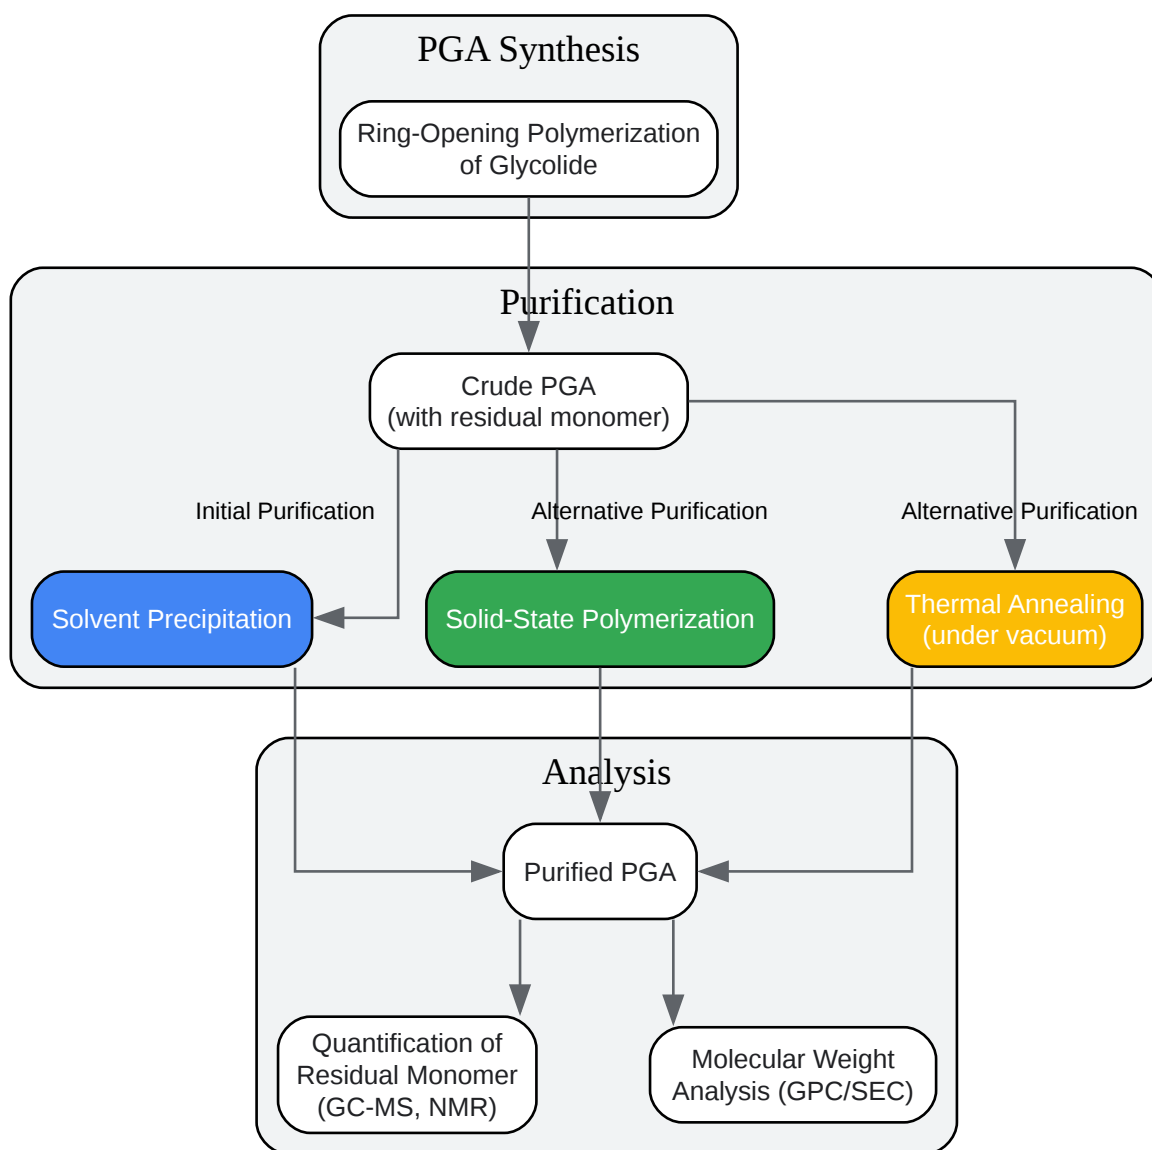 PGA Synthesis
Ring-Opening Polymerization
of Glycolide
Purification
Crude PGA
(with residual monomer)
Initial Purification
Alternative Purification
Alternative Purification
Solvent Precipitation
Solid-State Polymerization
Thermal Annealing
(under vacuum)
Analysis
Purified PGA
Quantification of
Residual Monomer
(GC-MS, NMR)
Molecular Weight
Analysis (GPC/SEC)